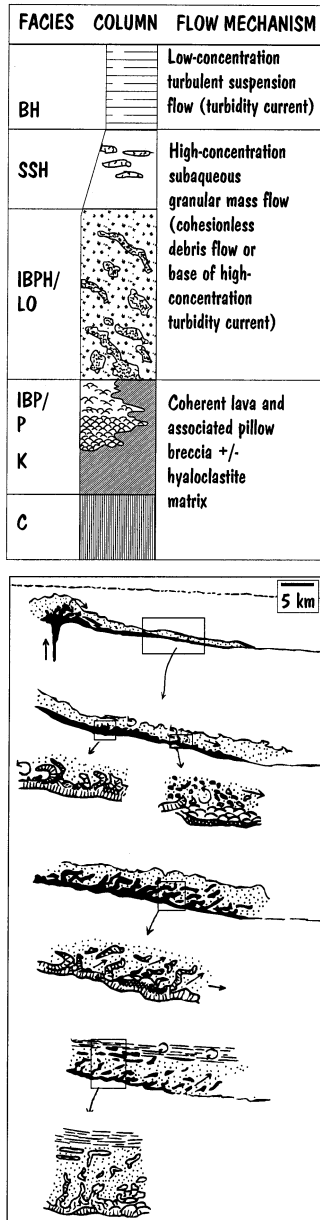 FACIES COLUMN FLOW MECHANISM
BH
Low-concentration
turbulent suspension
flow (turbidity current)
SSH
IBPH/
LO
High-concentration
subaqueous
granular mass flow
(cohesionless
debris flow or
base of high-
concentration
turbidity current)
IBP/
P
K
C
Coherent lava and
associated pillow
breccia +/-
hyaloclastite
matrix
5 km